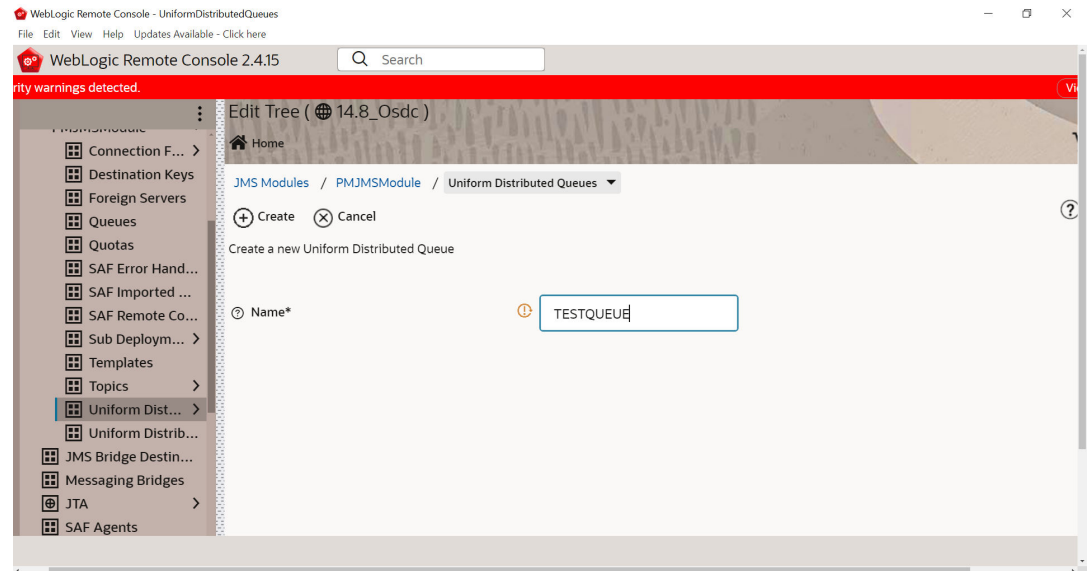 WebLogic Remote Console - UniformDistributedQueues
File Edit View Help Updates Available - Click here
WebLogic Remote Console 2.4.15
Search
rity warnings detected.
Edit Tree ( 14.8_Osdc )
Home
PMJMSModule
Connection F...
Destination Keys
Foreign Servers
Queues
Quotas
SAF Error Hand...
SAF Imported ...
SAF Remote Co...
Sub Deploym...
Templates
Topics
Uniform Dist...
Uniform Distrib...
JMS Bridge Destin...
Messaging Bridges
JTA
SAF Agents
JMS Modules / PMJMSModule / Uniform Distributed Queues
Create Cancel
Create a new Uniform Distributed Queue
Name*
TESTQUEUE